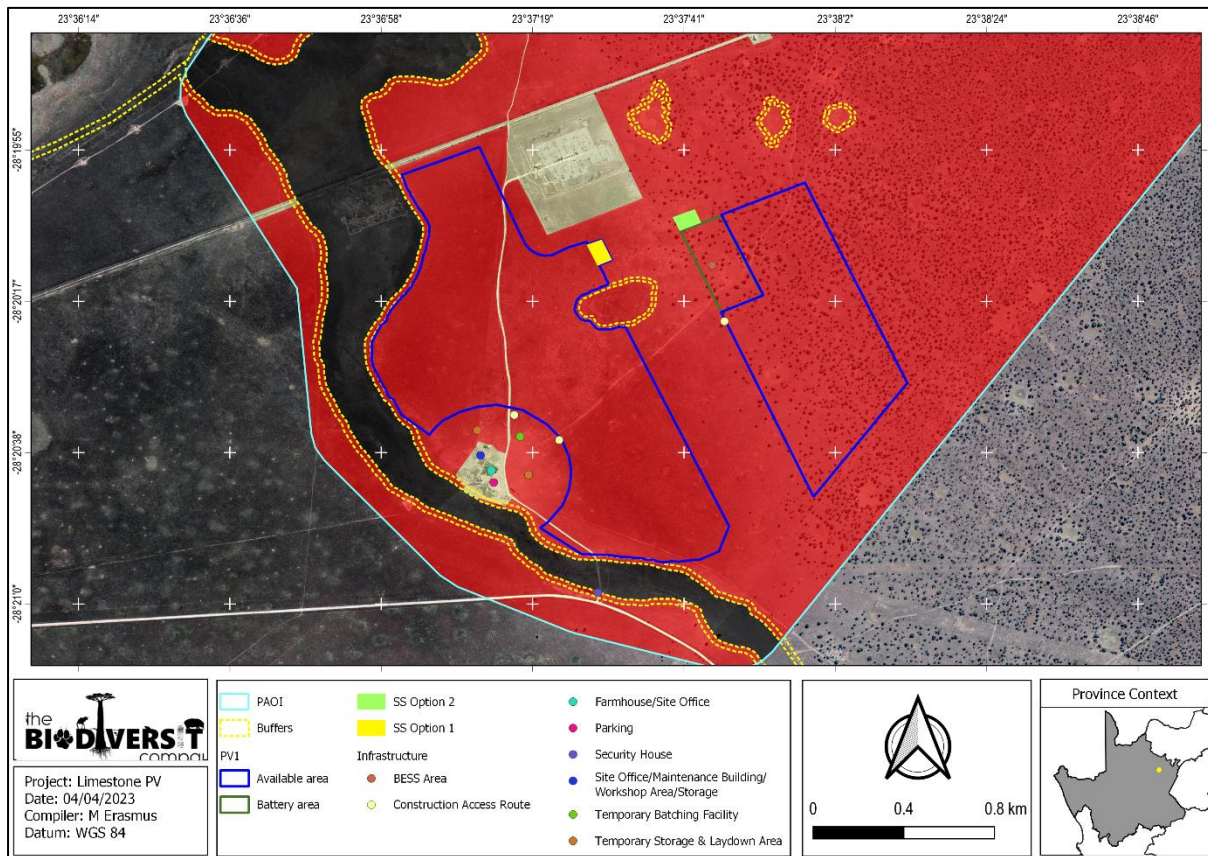 23°36'14" 23°36'36" 23°36'58" 23°37'19" 23°37'41" 23°38'2" 23°38'24" 23°38'46"
-28°19'55"
-28°20'17"
-28°20'38"
-28°21'0"
the
BIODIVERSIT
compa
Project: Limestone PV
Date: 04/04/2023
Compiler: M Erasmus
Datum: WGS 84
PAOI
Buffers
PV1
Available area
Battery area
SS Option 2
SS Option 1
Infrastructure
BESS Area
Construction Access Route
Farmhouse/Site Office
Parking
Security House
Site Office/Maintenance Building/
Workshop Area/Storage
Temporary Batching Facility
Temporary Storage & Laydown Area
0 0.4 0.8 km
Province Context